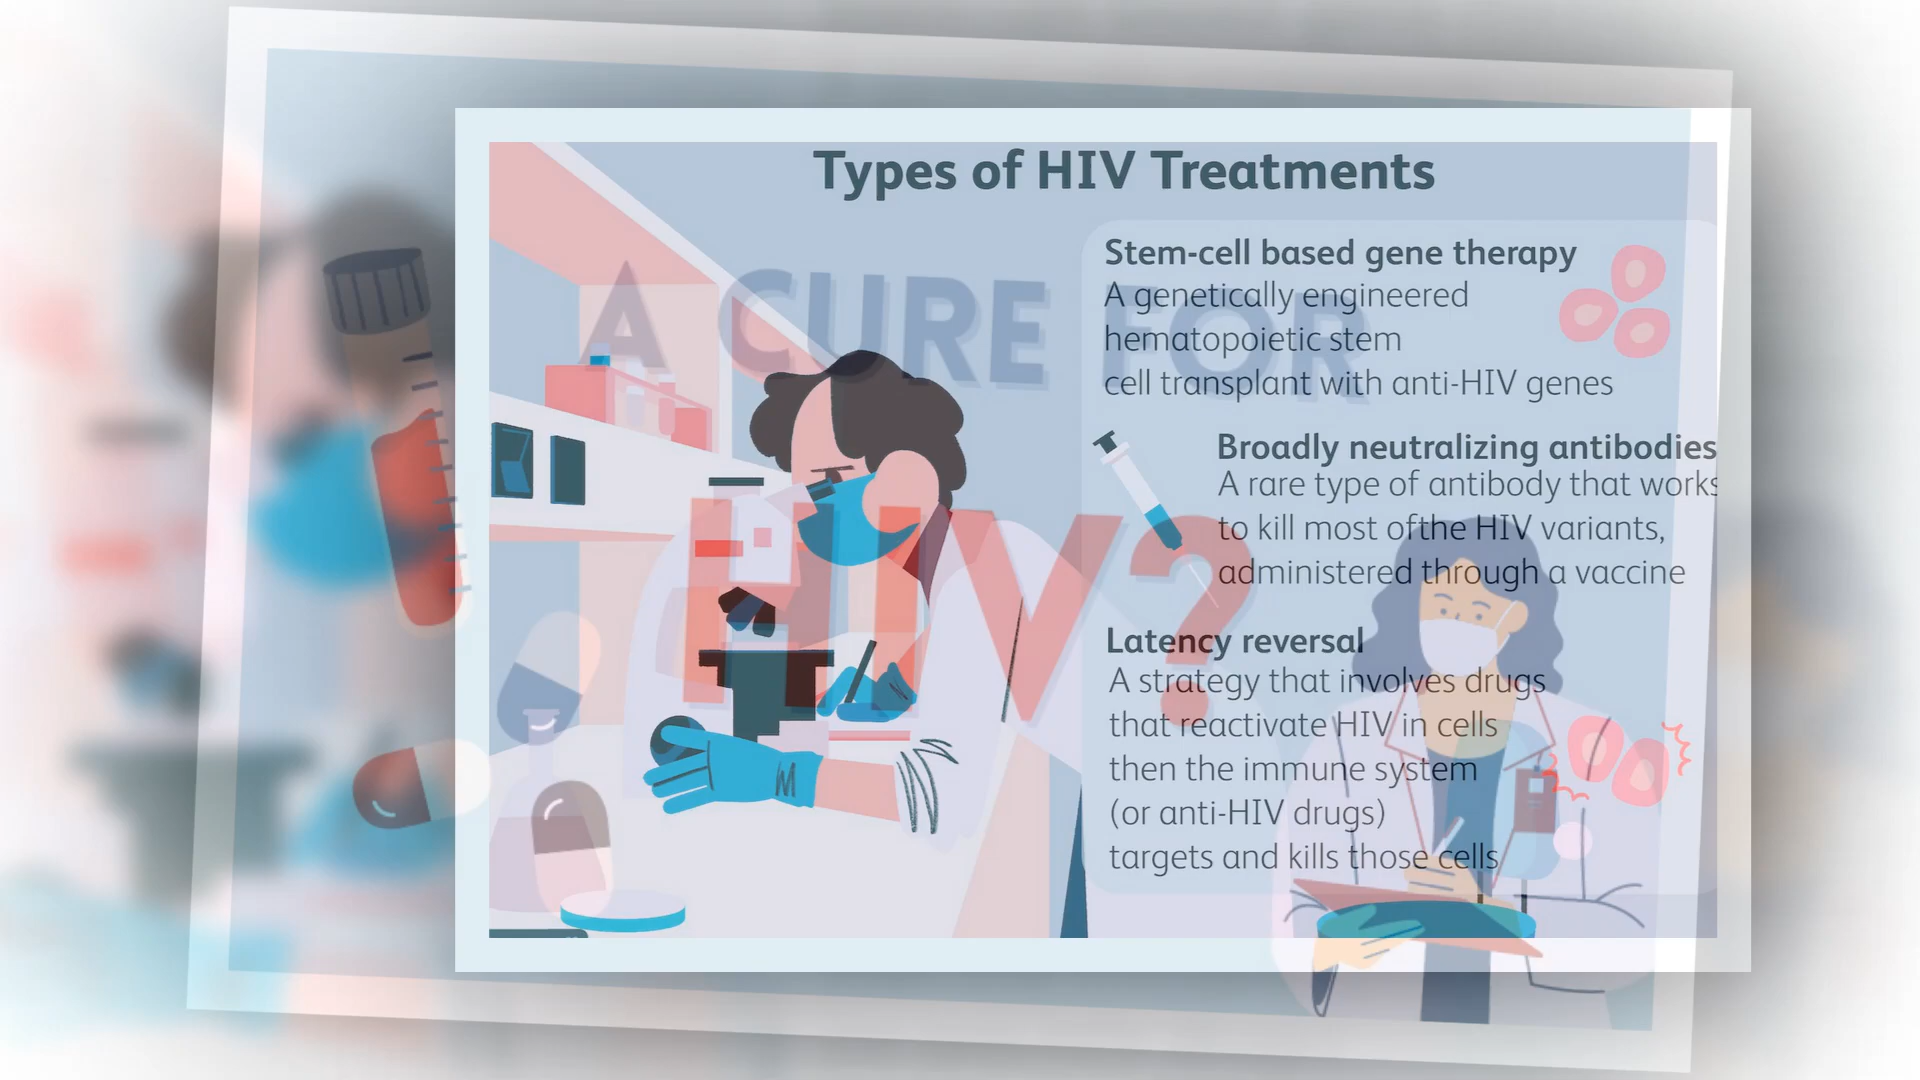 Types of HIV Treatments
A CURE FOR
HIV?
Stem-cell based gene therapy
A genetically engineered
hematopoietic stem
cell transplant with anti-HIV genes
Broadly neutralizing antibodies
A rare type of antibody that works
to kill most ofthe HIV variants,
administered through a vaccine
Latency reversal
A strategy that involves drugs
that reactivate HIV in cells
then the immune system
(or anti-HIV drugs)
targets and kills those cells